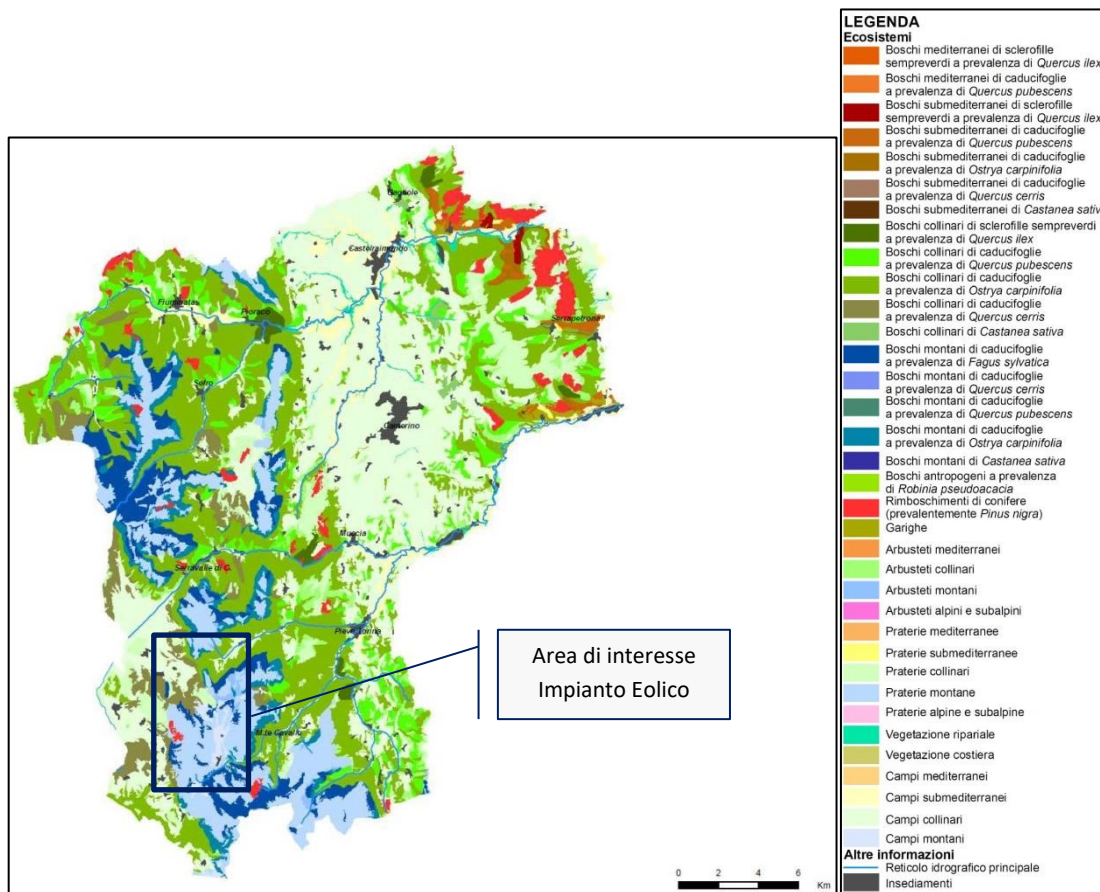 LEGENDA
Ecosistemi
Boschi mediterranei di sclerofille
sempreverdi a prevalenza di Quercus ilex
Boschi mediterranei di caducifoglie
a prevalenza di Quercus pubescens
Boschi submediterranei di sclerofille
sempreverdi a prevalenza di Quercus ilex
Boschi submediterranei di caducifoglie
a prevalenza di Quercus pubescens
Boschi submediterranei di caducifoglie
a prevalenza di Ostrya carpinifolia
Boschi submediterranei di caducifoglie
a prevalenza di Quercus cerris
Boschi submediterranei di Castanea sativ
Boschi collinari di sclerofille sempreverdi
a prevalenza di Quercus ilex
Boschi collinari di caducifoglie
a prevalenza di Quercus pubescens
Boschi collinari di caducifoglie
a prevalenza di Ostrya carpinifolia
Boschi collinari di caducifoglie
a prevalenza di Quercus cerris
Boschi collinari di Castanea sativa
Boschi montani di caducifoglie
a prevalenza di Fagus sylvatica
Boschi montani di caducifoglie
a prevalenza di Quercus cerris
Boschi montani di caducifoglie
a prevalenza di Quercus pubescens
Boschi montani di caducifoglie
a prevalenza di Ostrya carpinifolia
Boschi montani di Castanea sativa
Boschi antropogeni a prevalenza
di Robinia pseudoacacia
Rimboschimenti di conifere
(prevalentemente Pinus nigra)
Garighe
Arbusteti mediterranei
Arbusteti collinari
Arbusteti montani
Arbusteti alpini e subalpini
Praterie mediterranee
Praterie submediterranee
Praterie collinari
Praterie montane
Praterie alpine e subalpine
Vegetazione ripariale
Vegetazione costiera
Campi mediterranei
Campi submediterranei
Campi collinari
Campi montani
Altre informazioni
Reticolo idrografico principale
Insediamenti
Gagliole
Castelraimondo
Fiuminata
Pioraco
Serrapetrona
Sefro
Camerino
Muccia
Serravalle di C.
Pieve Torina
M.te Cavallo
Area di interesse
Impianto Eolico
0 2 4 6
Km